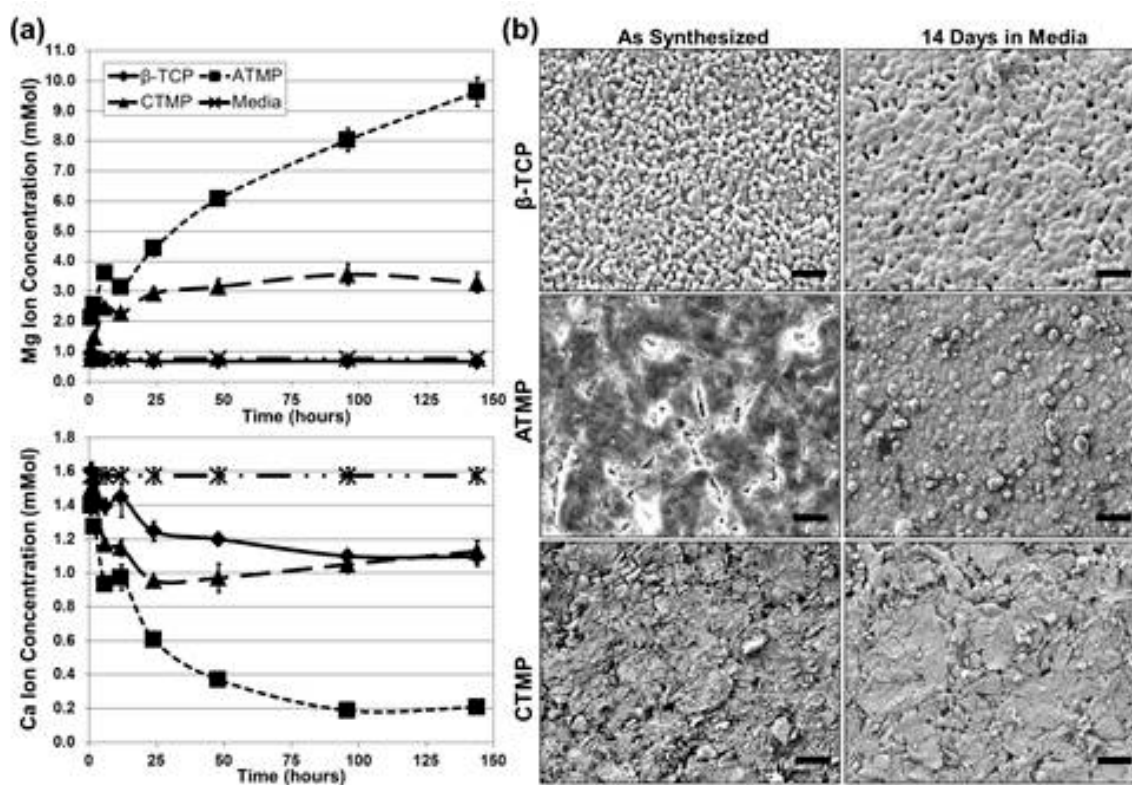 (a)
Mg Ion Concentration (mMol)
11.0
10.0
9.0
8.0
7.0
6.0
5.0
4.0
3.0
2.0
1.0
0.0
β-TCP
ATMP
CTMP
Media
0 25 50 75 100 125 150
Time (hours)
Ca Ion Concentration (mMol)
1.8
1.6
1.4
1.2
1.0
0.8
0.6
0.4
0.2
0.0
0 25 50 75 100 125 150
Time (hours)
(b)
As Synthesized
14 Days in Media
β-TCP
ATMP
CTMP